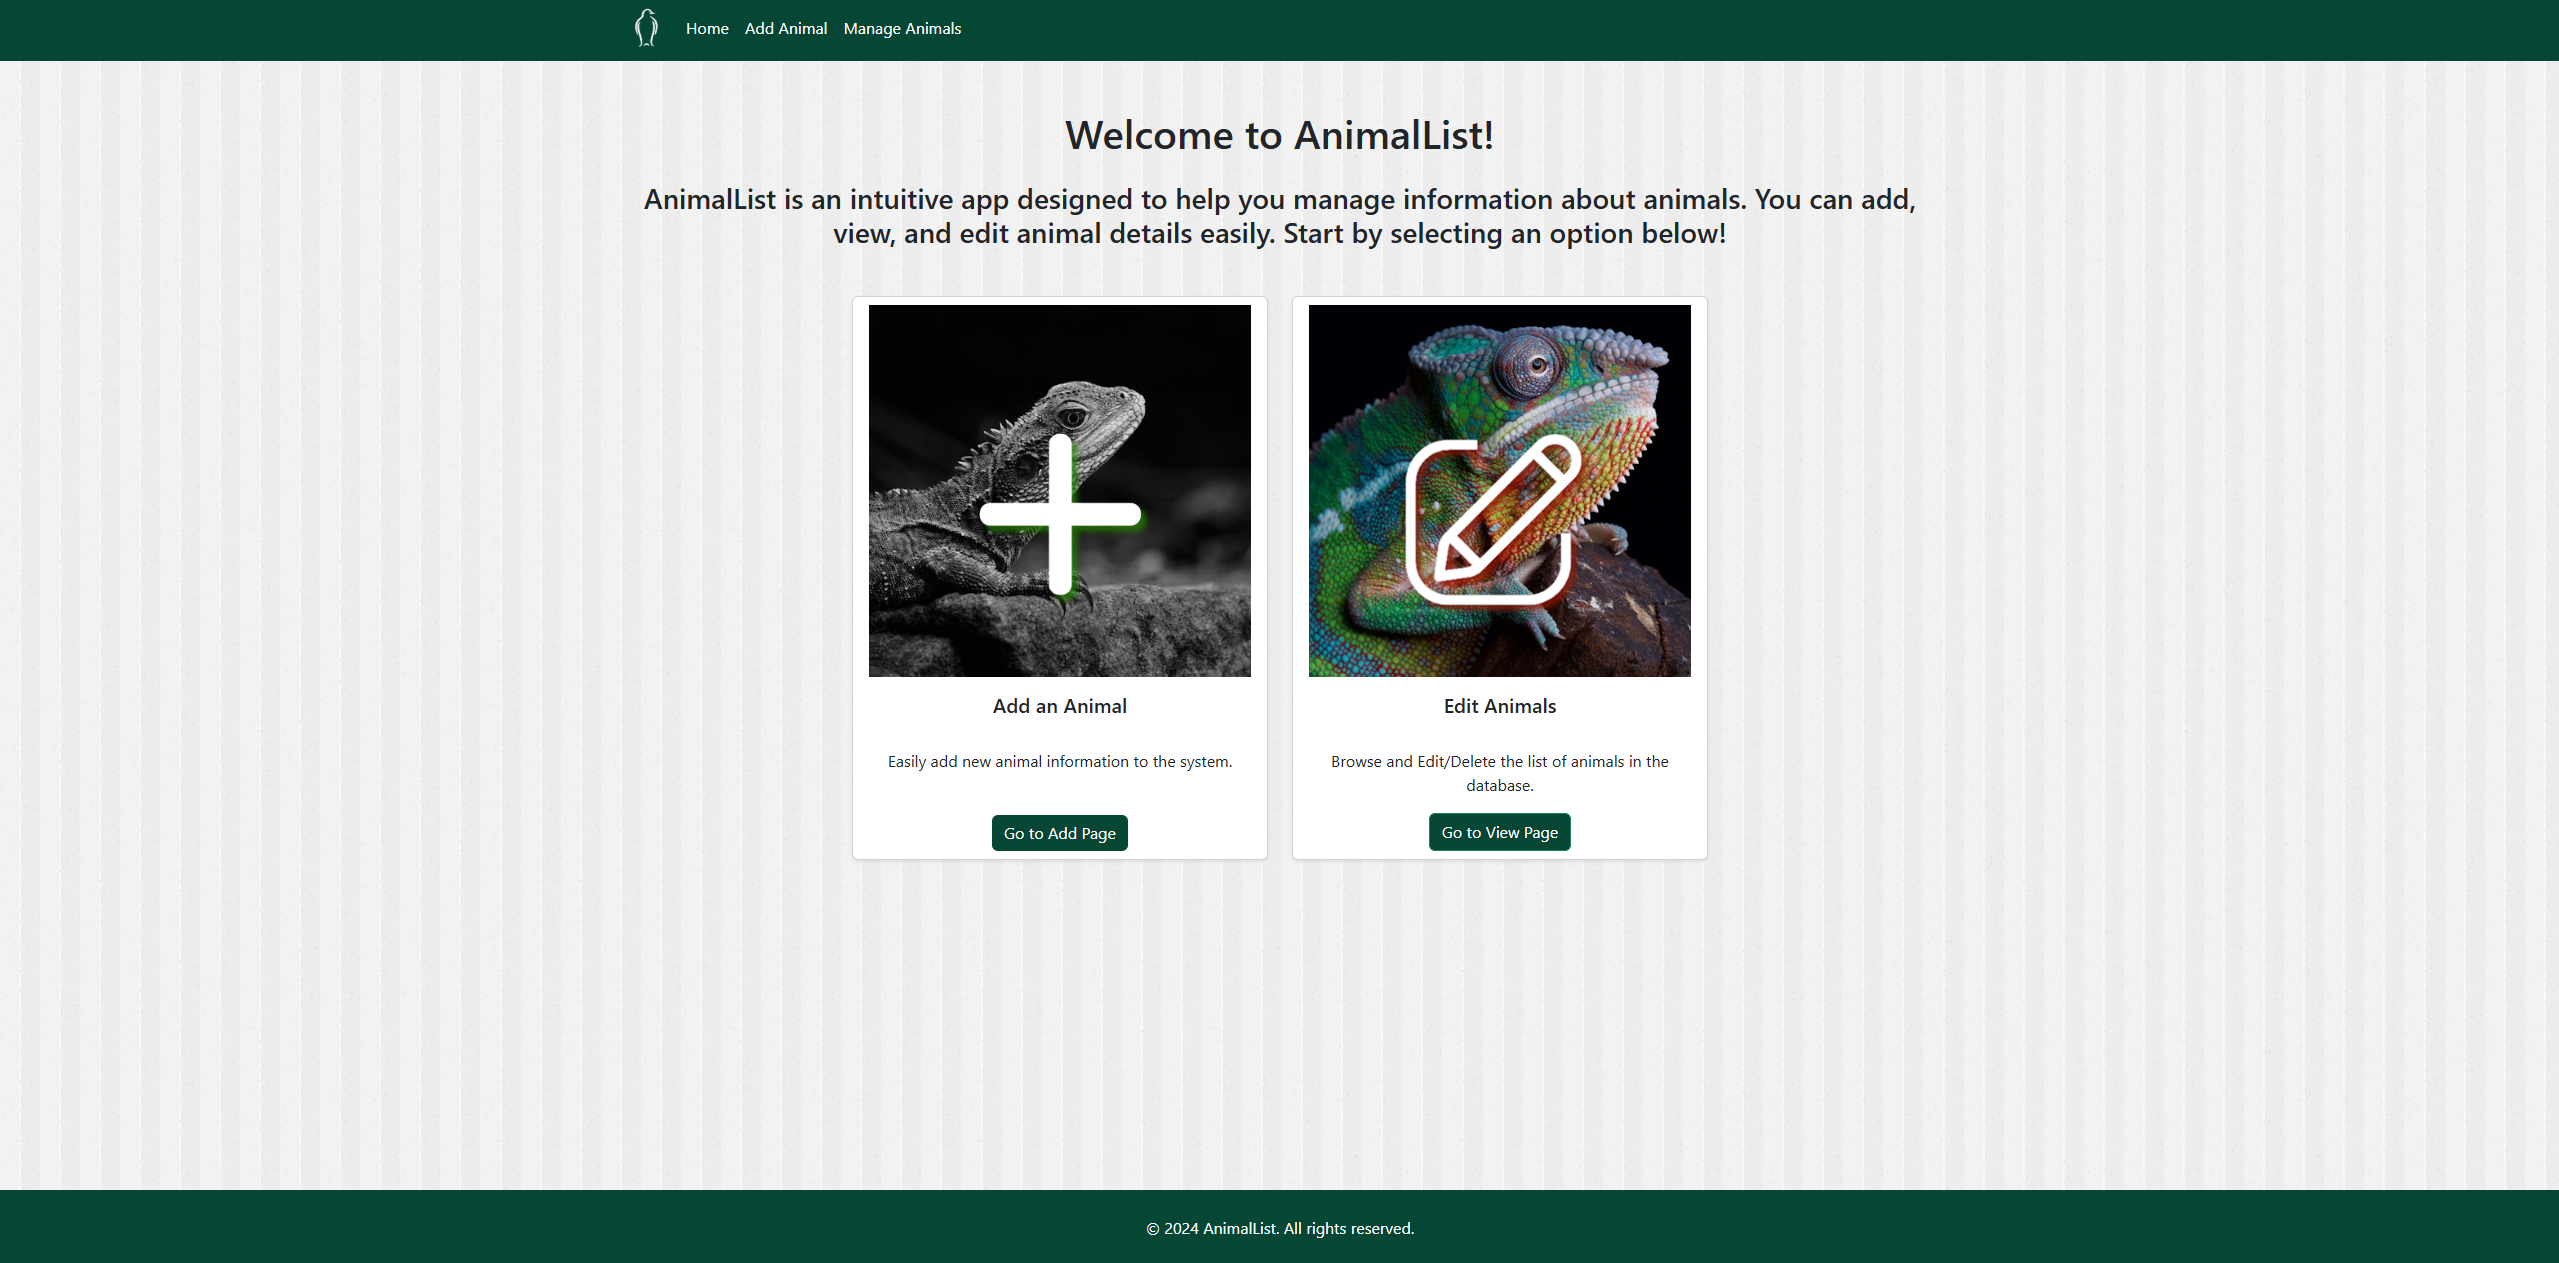 Home Add Animal Manage Animals
Welcome to AnimalList!
AnimalList is an intuitive app designed to help you manage information about animals. You can add,
view, and edit animal details easily. Start by selecting an option below!
Add an Animal
Easily add new animal information to the system.
Go to Add Page
Edit Animals
Browse and Edit/Delete the list of animals in the
database.
Go to View Page
© 2024 AnimalList. All rights reserved.